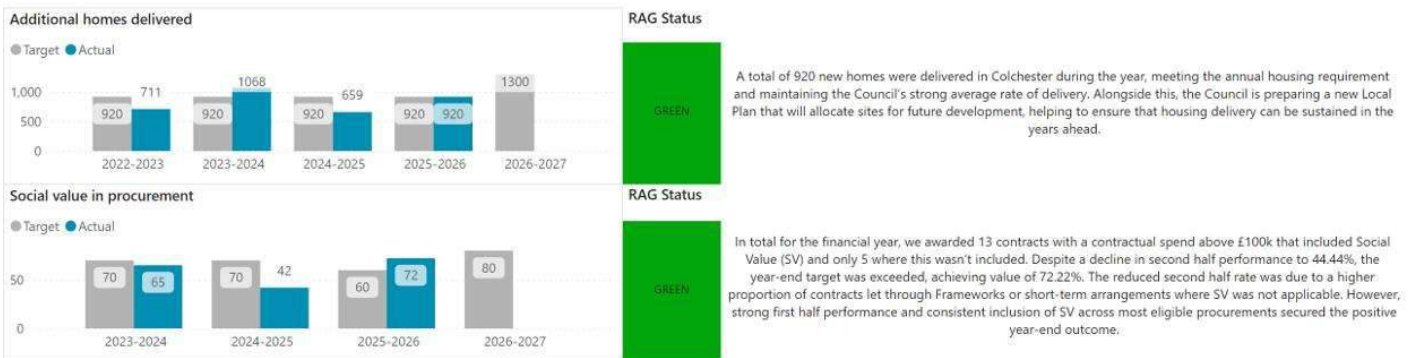 Additional homes delivered
RAG Status
Target Actual
1,000
500
0
920
711
920
1068
920
659
920
920
1300
2022-2023
2023-2024
2024-2025
2025-2026
2026-2027
GREEN
A total of 920 new homes were delivered in Colchester during the year, meeting the annual housing requirement
and maintaining the Council's strong average rate of delivery. Alongside this, the Council is preparing a new Local
Plan that will allocate sites for future development, helping to ensure that housing delivery can be sustained in the
years ahead.
Social value in procurement
RAG Status
Target Actual
50
0
70
65
70
42
60
72
80
2023-2024
2024-2025
2025-2026
2026-2027
GREEN
In total for the financial year, we awarded 13 contracts with a contractual spend above £100k that included Social
Value (SV) and only 5 where this wasn't included. Despite a decline in second half performance to 44.44%, the
year-end target was exceeded, achieving value of 72.22%. The reduced second half rate was due to a higher
proportion of contracts let through Frameworks or short-term arrangements where SV was not applicable. However,
strong first half performance and consistent inclusion of SV across most eligible procurements secured the positive
year-end outcome.